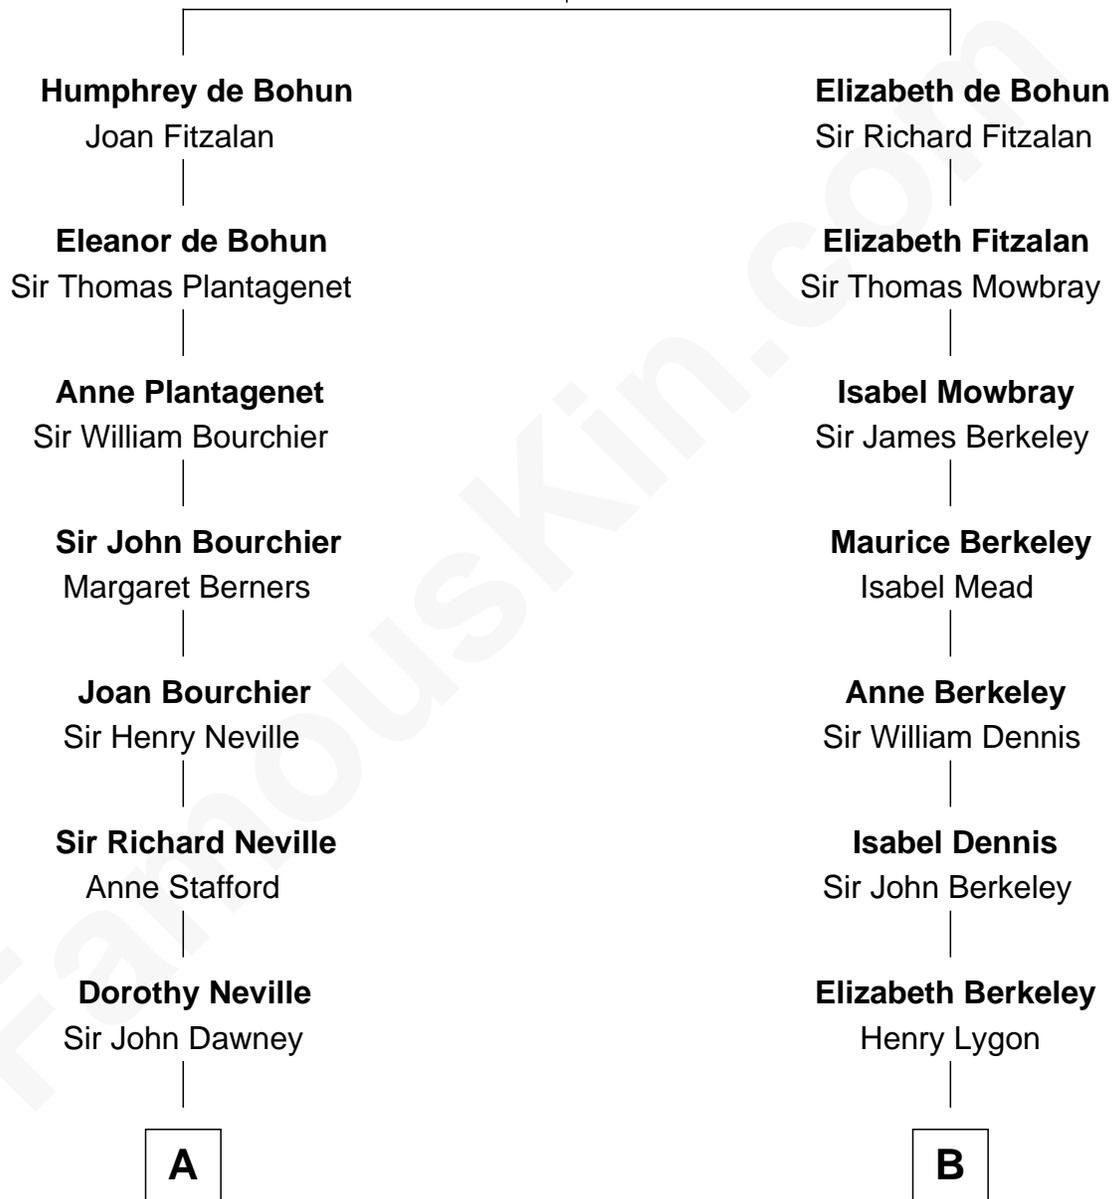 Humphrey de Bohun
Joan Fitzalan
Eleanor de Bohun
Sir Thomas Plantagenet
Anne Plantagenet
Sir William Bourchier
Sir John Bourchier
Margaret Berners
Joan Bourchier
Sir Henry Neville
Sir Richard Neville
Anne Stafford
Dorothy Neville
Sir John Dawney
A
Elizabeth de Bohun
Sir Richard Fitzalan
Elizabeth Fitzalan
Sir Thomas Mowbray
Isabel Mowbray
Sir James Berkeley
Maurice Berkeley
Isabel Mead
Anne Berkeley
Sir William Dennis
Isabel Dennis
Sir John Berkeley
Elizabeth Berkeley
Henry Lygon
B
FamousKin.com